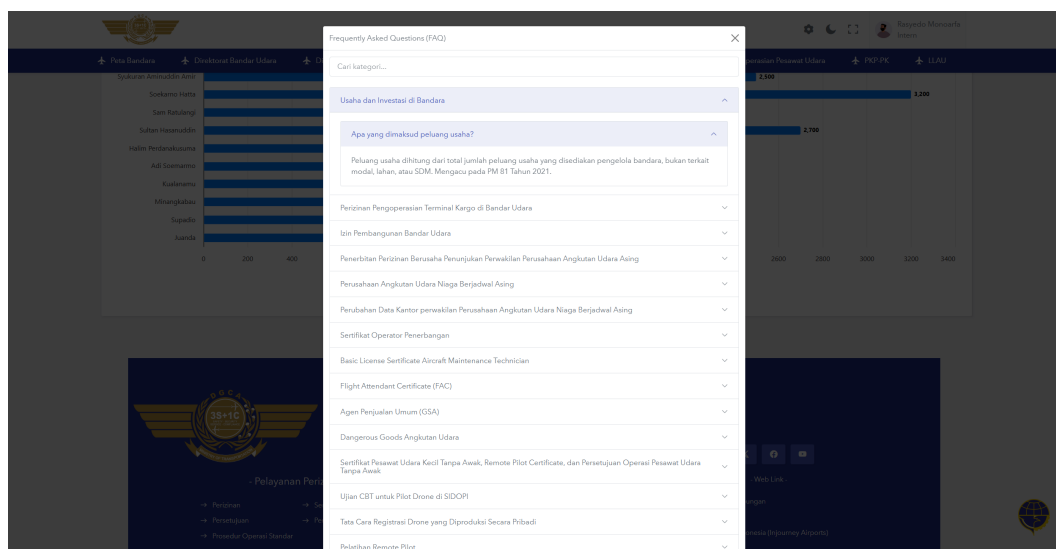 Frequently Asked Questions (FAQ)
Rasyedo Monoarfa
Intern
Cari kategori...
Peta Bandara
Direktorat Bandar Udara
PKP-PK
LLAU
Usaha dan Investasi di Bandara
Apa yang dimaksud peluang usaha?
Peluang usaha dihitung dari total jumlah peluang usaha yang disediakan pengelola bandara, bukan terkait
modal, lahan, atau SDM. Mengacu pada PM 81 Tahun 2021.
Perizinan Pengoperasian Terminal Kargo di Bandar Udara
Izin Pembangunan Bandar Udara
Penerbitan Perizinan Berusaha Penunjukan Perwakilan Perusahaan Angkutan Udara Asing
Perusahaan Angkutan Udara Niaga Berjadwal Asing
Perubahan Data Kantor perwakilan Perusahaan Angkutan Udara Niaga Berjadwal Asing
Sertifikat Operator Penerbangan
Basic License Sertificate Aircraft Maintenance Technician
Flight Attendant Certificate (FAC)
Agen Penjualan Umum (GSA)
Dangerous Goods Angkutan Udara
Sertifikat Pesawat Udara Kecil Tanpa Awak, Remote Pilot Certificate, dan Persetujuan Operasi Pesawat Udara
Tanpa Awak
Ujian CBT untuk Pilot Drone di SIDOPI
Tata Cara Registrasi Drone yang Diproduksi Secara Pribadi
Pelatihan Remote Pilot
Syukuran Aminuddin Amir
Soekarno Hatta
Sam Ratulangi
Sultan Hasanuddin
Halim Perdanakusuma
Adi Soemarmo
Kualanamu
Minangkabau
Supadio
Juanda
2,500
3,200
2,700
0 200 400
2600 2800 3000 3200 3400
DGCA
- Pelayanan Periz
- Web Link -
Perizinan
Persetujuan
Prosedur Operasi Standar